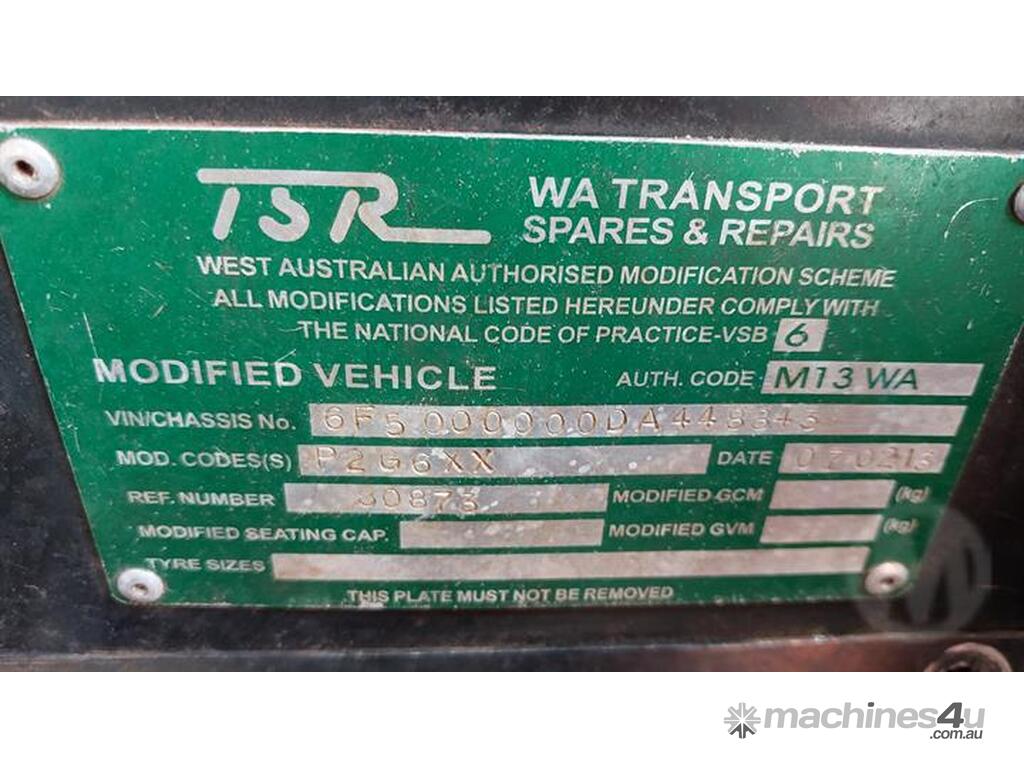 TSR WA TRANSPORT
SPARES & REPAIRS
WEST AUSTRALIAN AUTHORISED MODIFICATION SCHEME
ALL MODIFICATIONS LISTED HEREUNDER COMPLY WITH
THE NATIONAL CODE OF PRACTICE-VSB 6
MODIFIED VEHICLE AUTH. CODE M13 WA
VIN/CHASSIS No. 6F5000000DA448343
MOD. CODES(S) P2G6XX DATE 070213
REF. NUMBER 30873 MODIFIED GCM (kg)
MODIFIED SEATING CAP. MODIFIED GVM (kg)
TYRE SIZES
THIS PLATE MUST NOT BE REMOVED
machines4u
.com.au